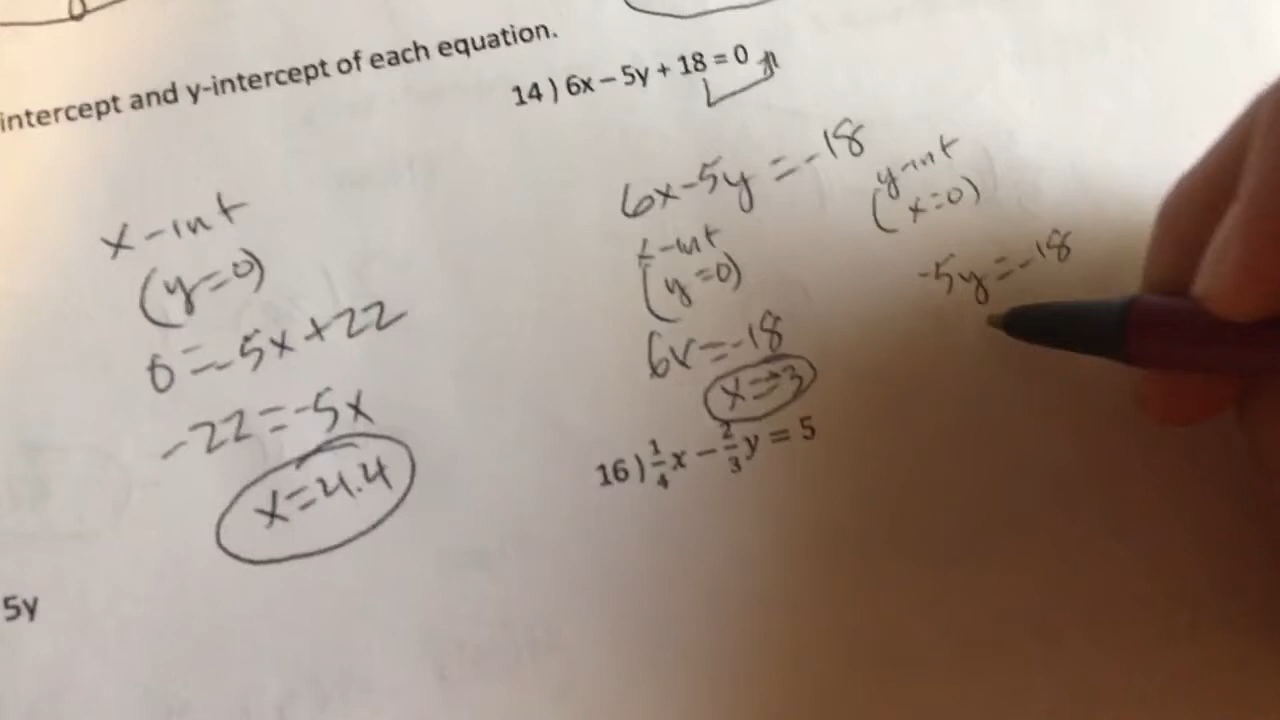 intercept and y-intercept of each equation.
x-int
(y=0)
0=-5x+22
-22=-5x
x=4.4
5y
14) 6x – 5y + 18 = 0
6x-5y=-18
x-int
(y=0)
6x=-18
x=-3
y-int
(x=0)
-5y=-18
16) 1/4 x – 2/3 y = 5